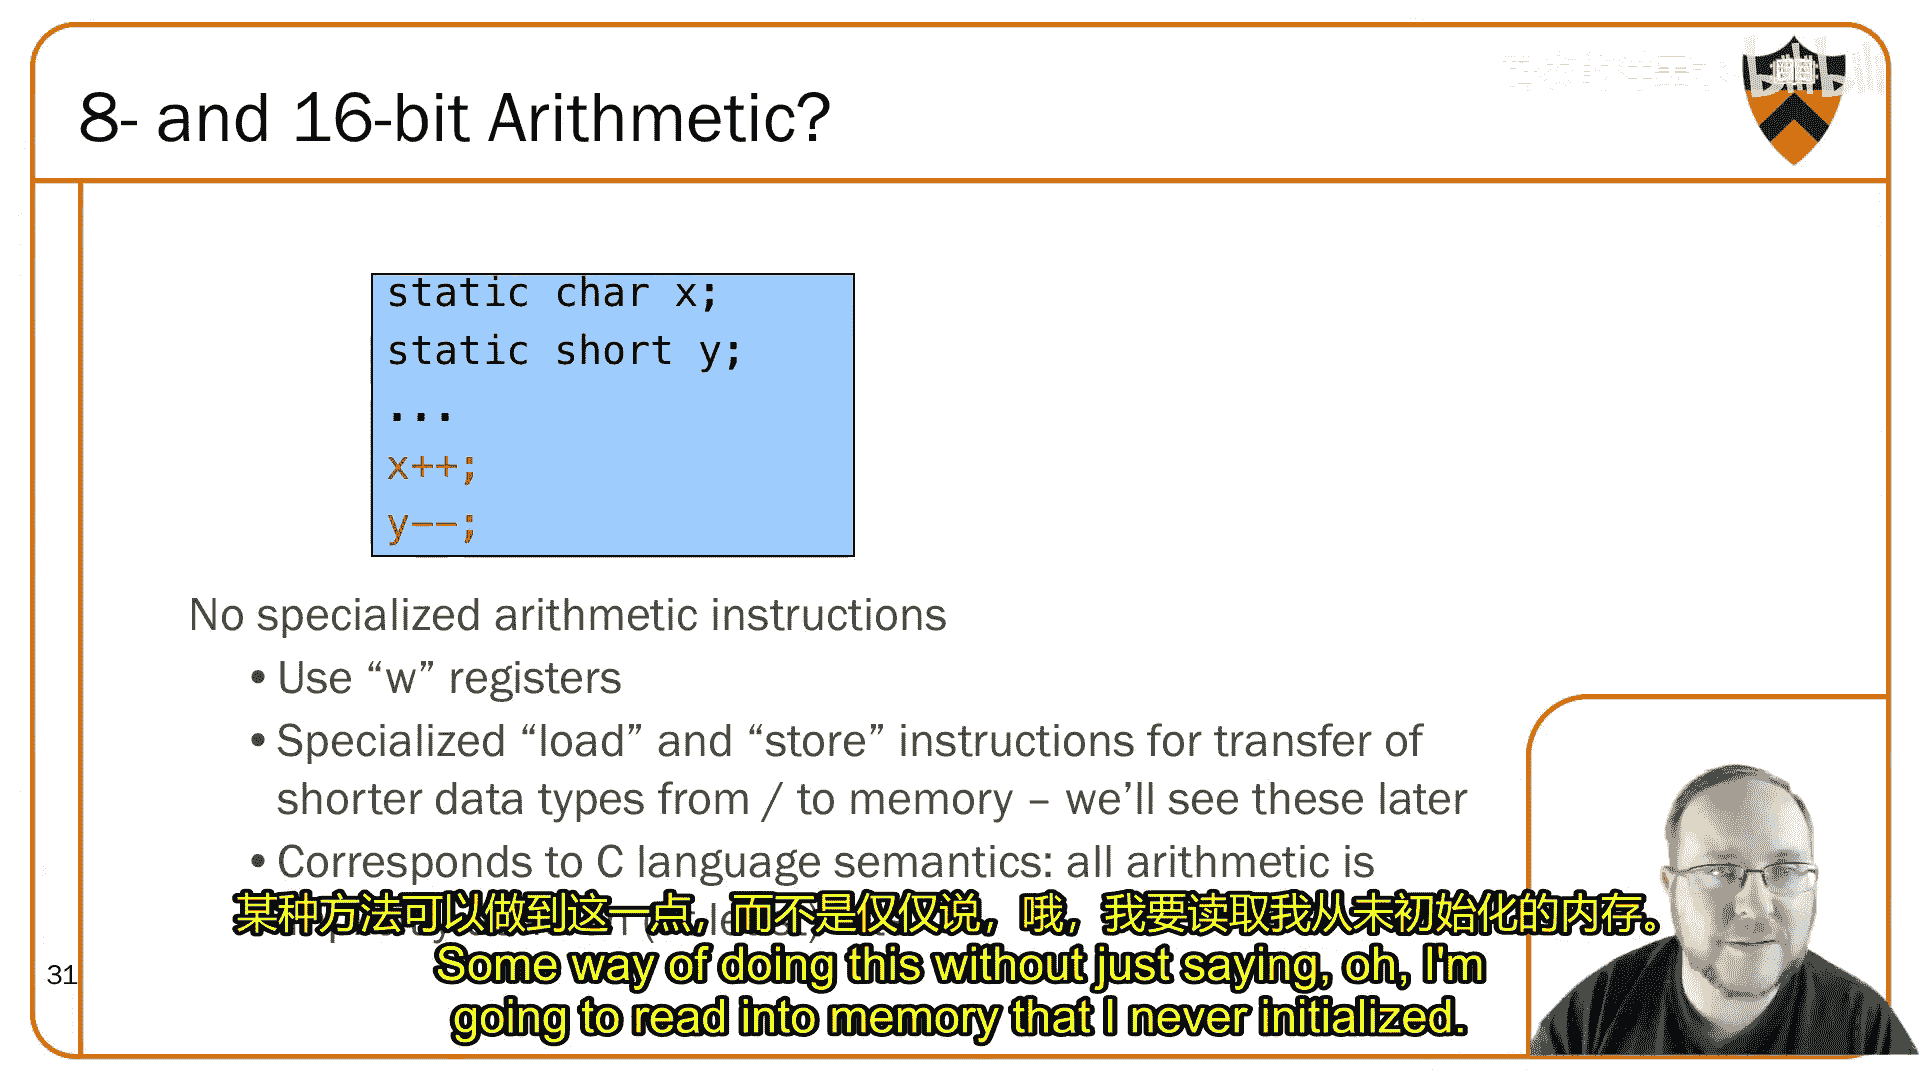 8- and 16-bit Arithmetic?
static char x;
static short y;
...
x++;
y--;
No specialized arithmetic instructions
• Use “w” registers
• Specialized “load” and “store” instructions for transfer of
shorter data types from / to memory – we’ll see these later
• Corresponds to C language semantics: all arithmetic is
某种方法可以做到这一点，而不是仅仅说，哦，我要读取我从未初始化的内存。
Some way of doing this without just saying, oh, I'm
going to read into memory that I never initialized.
31